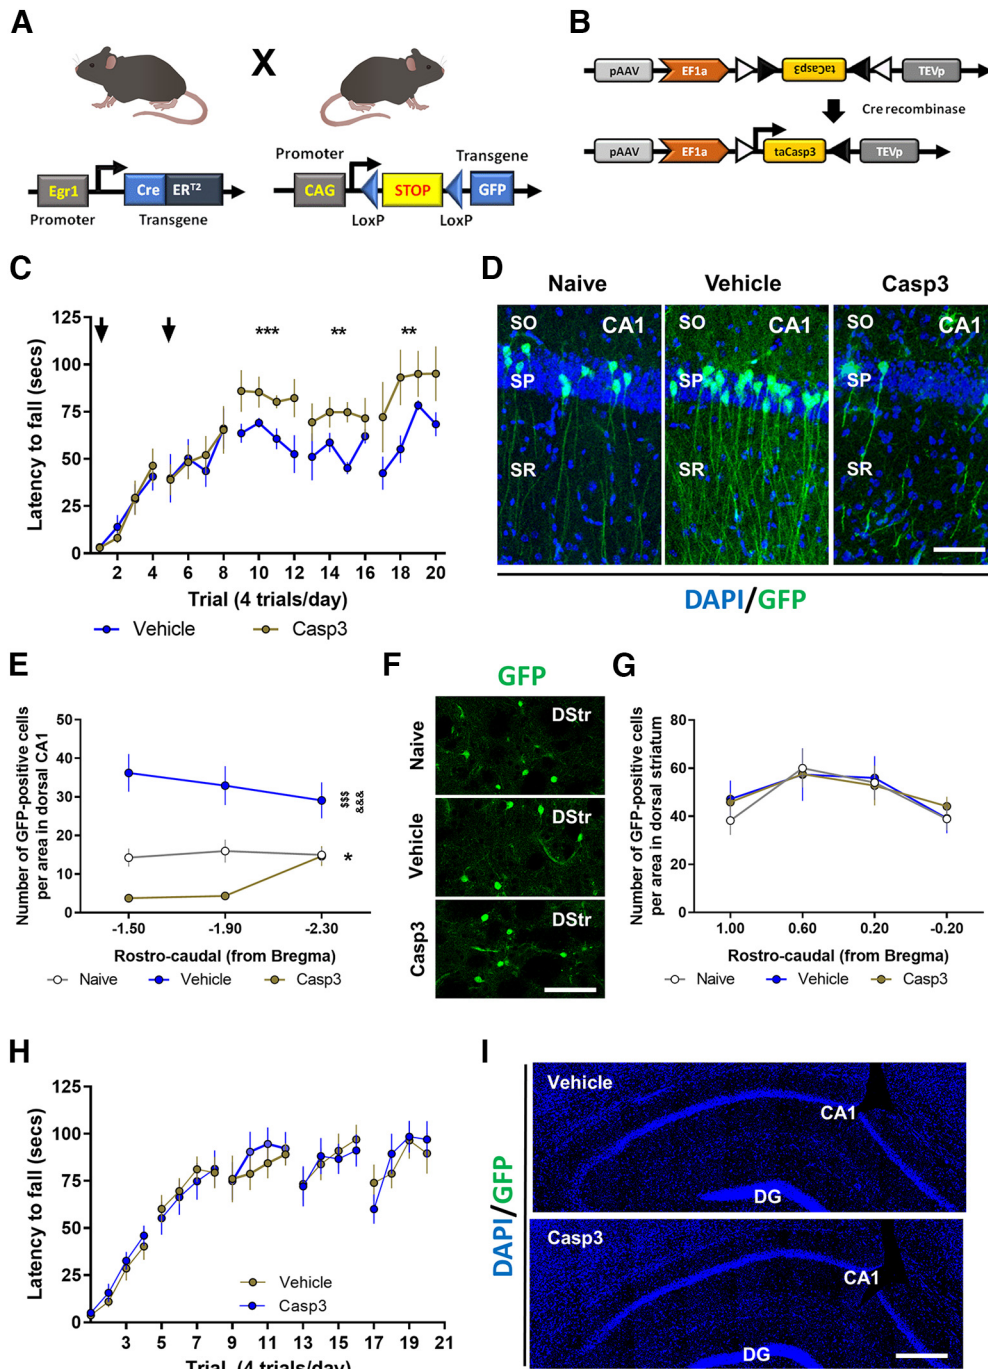 A
X
Egr1
Cre
ERT2
Promoter
Transgene
Promoter
Transgene
CAG
STOP
GFP
LoxP
LoxP
B
pAAV
EF1a
taCasp3
TEVp
Cre recombinase
pAAV
EF1a
taCasp3
TEVp
C
Latency to fall (secs)
125
100
75
50
25
0
***
**
**
2 4 6 8 10 12 14 16 18 20
Trial (4 trials/day)
Vehicle
Casp3
D
Naive
Vehicle
Casp3
SO
CA1
SP
SR
SO
CA1
SP
SR
SO
CA1
SP
SR
DAPI/GFP
E
Number of GFP-positive cells
per area in dorsal CA1
50
40
30
20
10
0
$$$
&&&
*
-1.50 -1.90 -2.30
Rostro-caudal (from Bregma)
Naive
Vehicle
Casp3
F
GFP
Naive
DStr
Vehicle
DStr
Casp3
DStr
G
Number of GFP-positive cells
per area in dorsal striatum
80
60
40
20
0
1.00 0.60 0.20 -0.20
Rostro-caudal (from Bregma)
Naive
Vehicle
Casp3
H
Latency to fall (secs)
125
100
75
50
25
0
Vehicle
Casp3
3 5 7 9 11 13 15 17 19 21
Trial (4 trials/day)
I
DAPI/GFP
Vehicle
CA1
DG
Casp3
CA1
DG